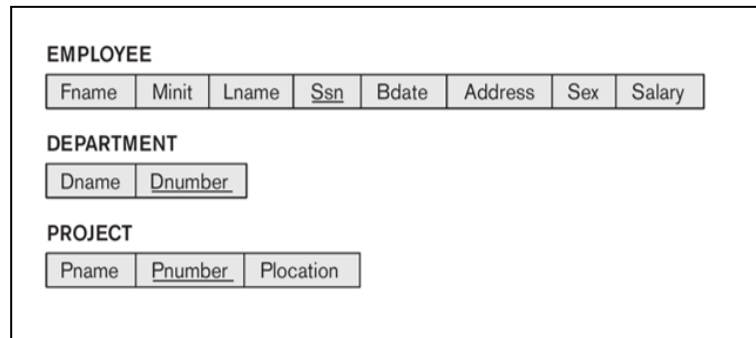 EMPLOYEE
Fname Minit Lname Ssn Bdate Address Sex Salary
DEPARTMENT
Dname Dnumber
PROJECT
Pname Pnumber Plocation